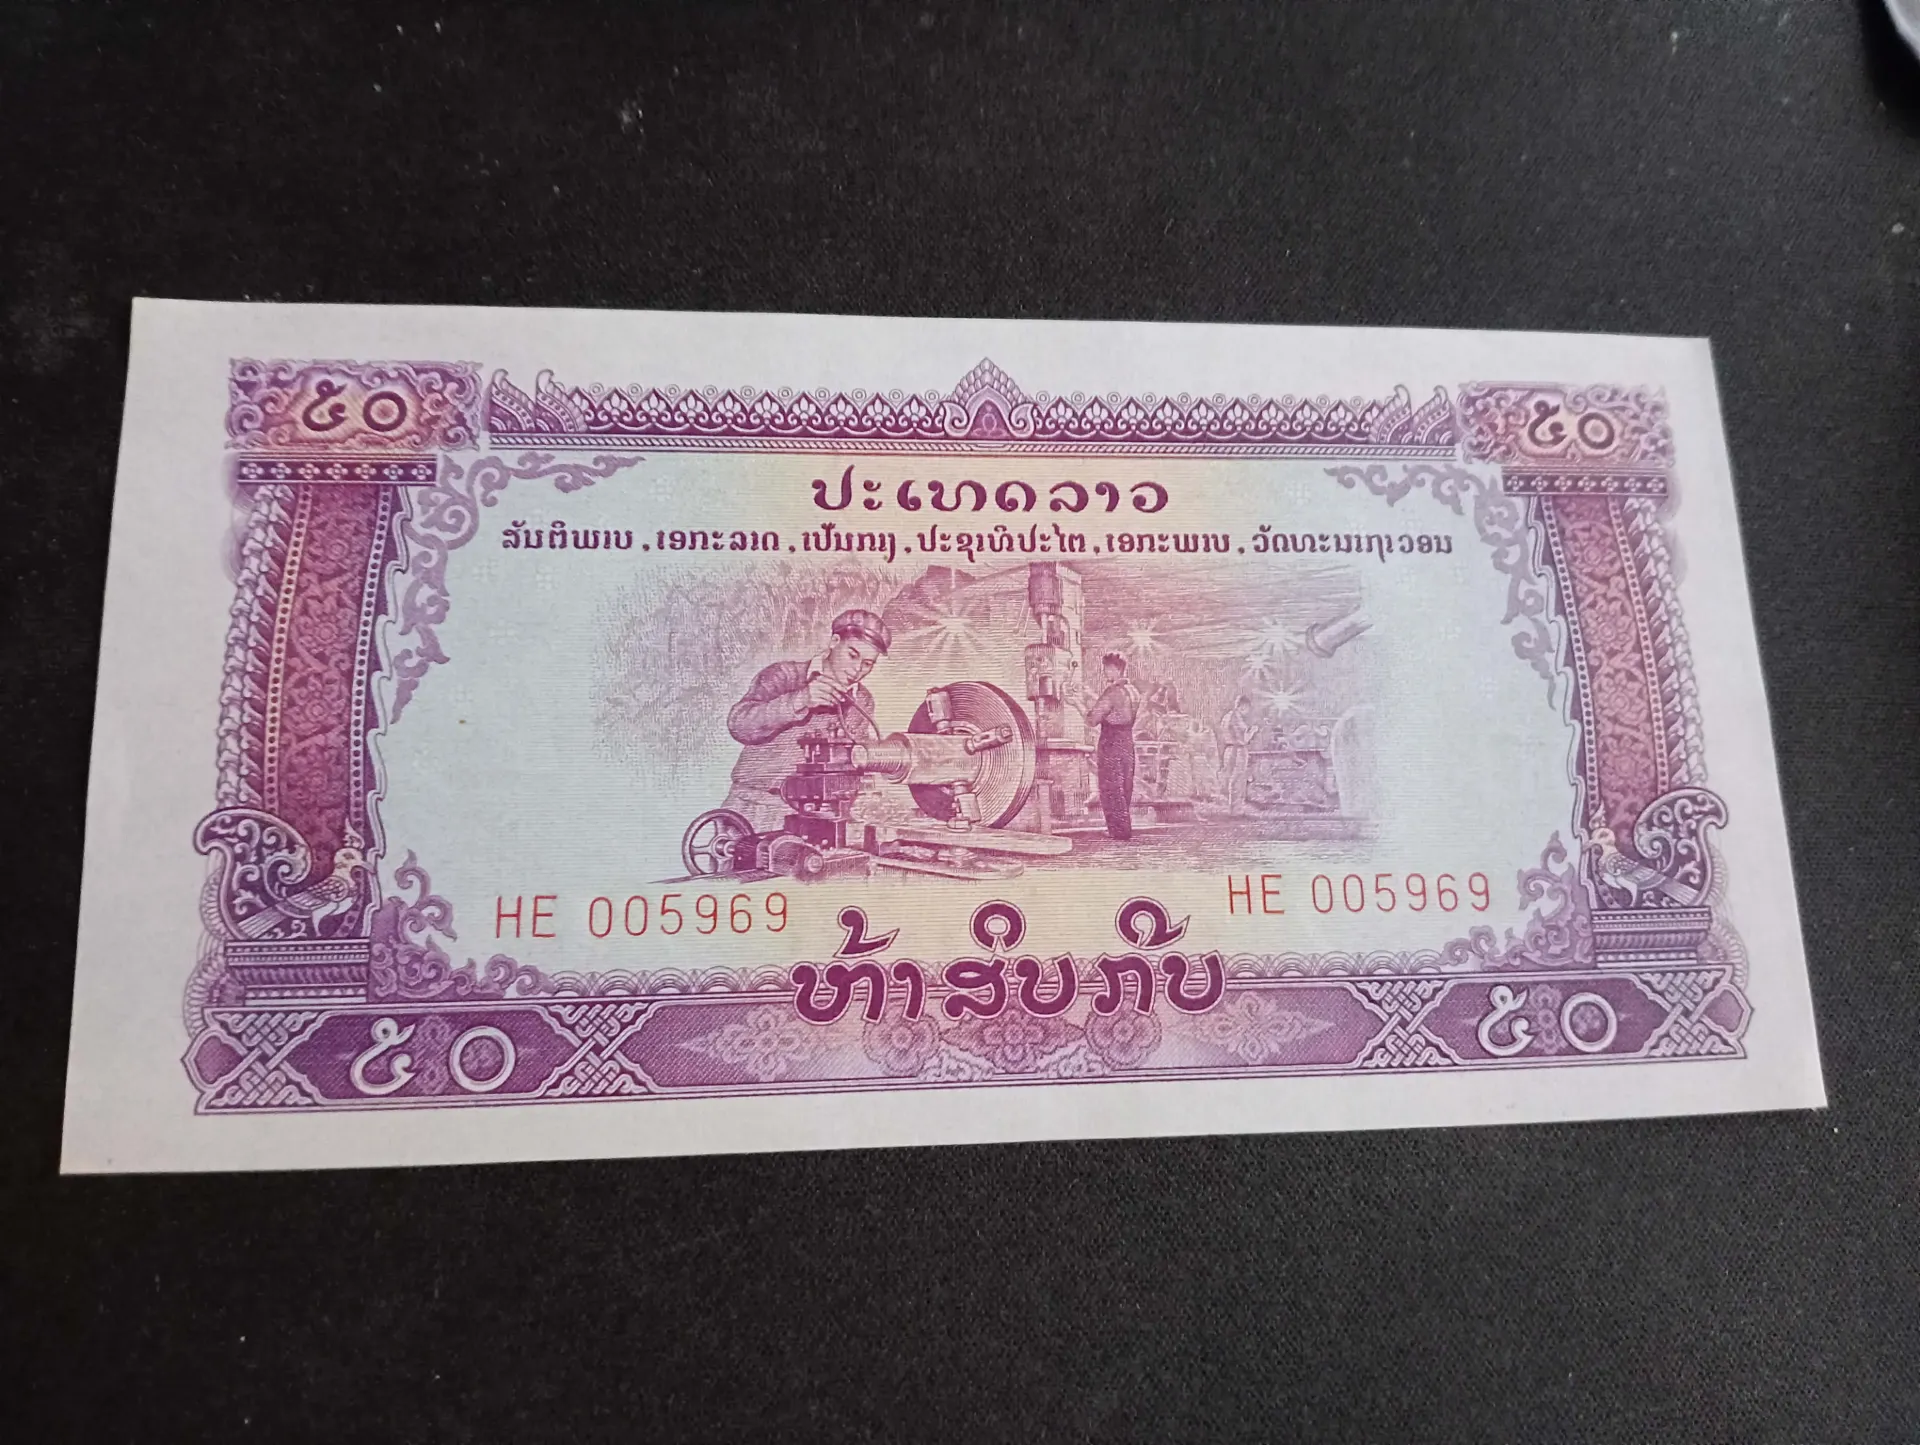 ໕໐ ໕໐
ປະເທດລາວ
ສັນຕິພາບ, ເອກະລາດ, ເປັນກາງ, ປະຊາທິປະໄຕ, ເອກະພາບ, ວັດທະນາຖາວອນ
HE 005969 HE 005969
ຫ້າສິບກີບ
໕໐ ໕໐